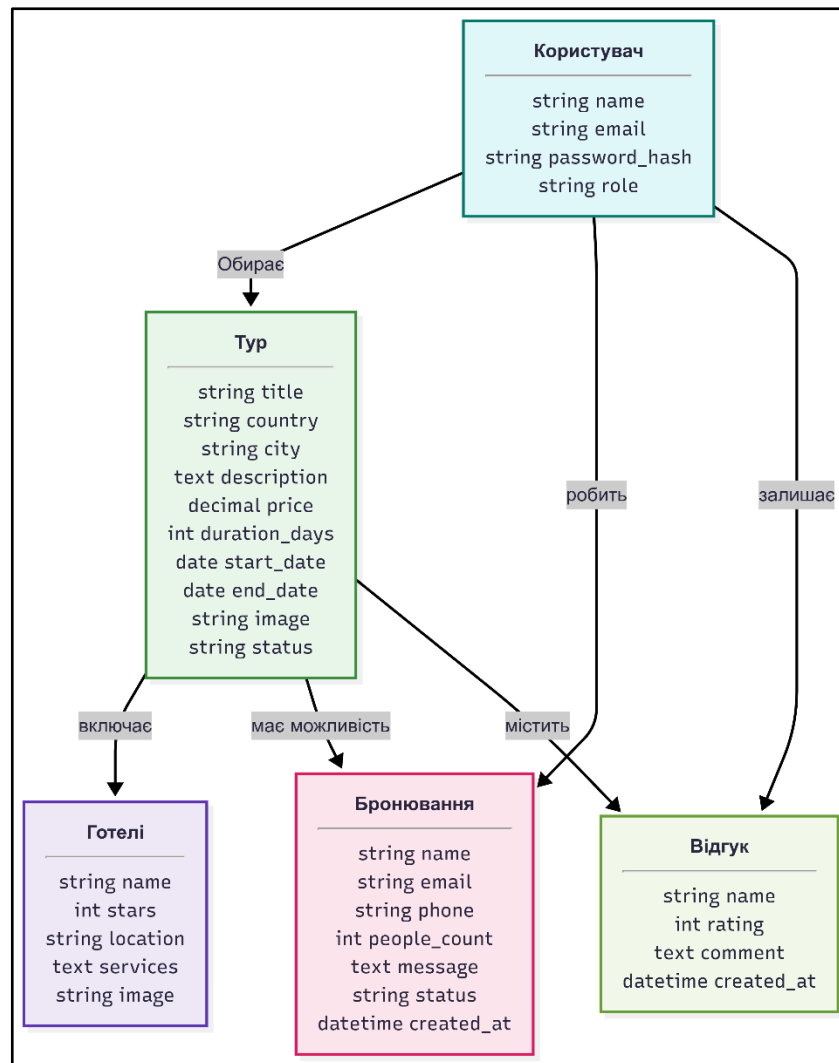 Користувач
string name
string email
string password_hash
string role
Обирає
Тур
string title
string country
string city
text description
decimal price
int duration_days
date start_date
date end_date
string image
string status
робить
залишає
включає
має можливість
містить
Готелі
string name
int stars
string location
text services
string image
Бронювання
string name
string email
string phone
int people_count
text message
string status
datetime created_at
Відгук
string name
int rating
text comment
datetime created_at